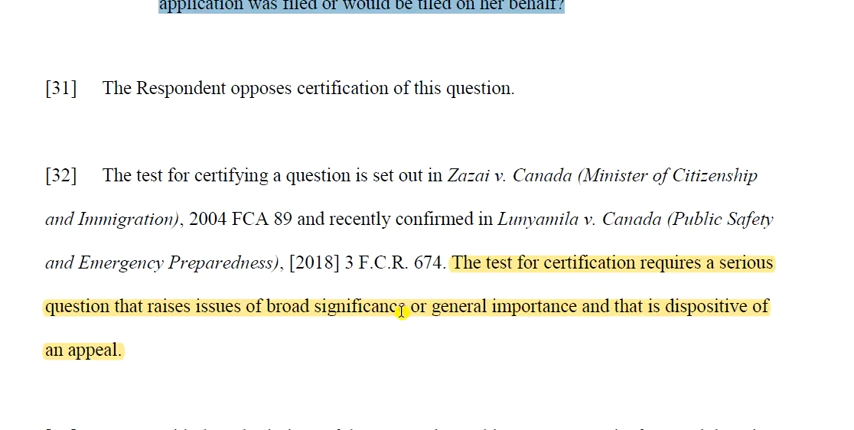 application was filed or would be filed on her behalf?
[31] The Respondent opposes certification of this question.
[32] The test for certifying a question is set out in Zazai v. Canada (Minister of Citizenship
and Immigration), 2004 FCA 89 and recently confirmed in Lunyamila v. Canada (Public Safety
and Emergency Preparedness), [2018] 3 F.C.R. 674. The test for certification requires a serious
question that raises issues of broad significance or general importance and that is dispositive of
an appeal.